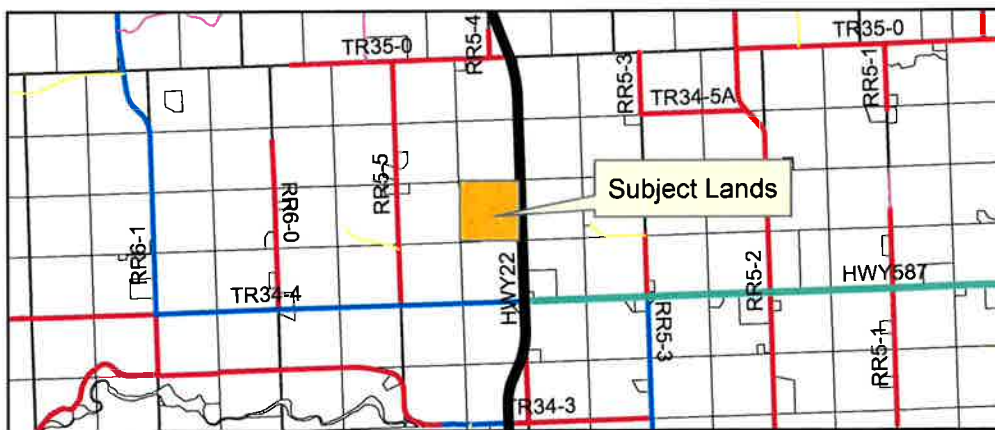 TR35-0
RR5-4
TR35-0
RR5-3
RR5-1
TR34-5A
RR5-5
Subject Lands
RR6-0
RR6-1
HWY22
RR5-2
HWY587
TR34-4
RR5-3
RR5-1
TR34-3